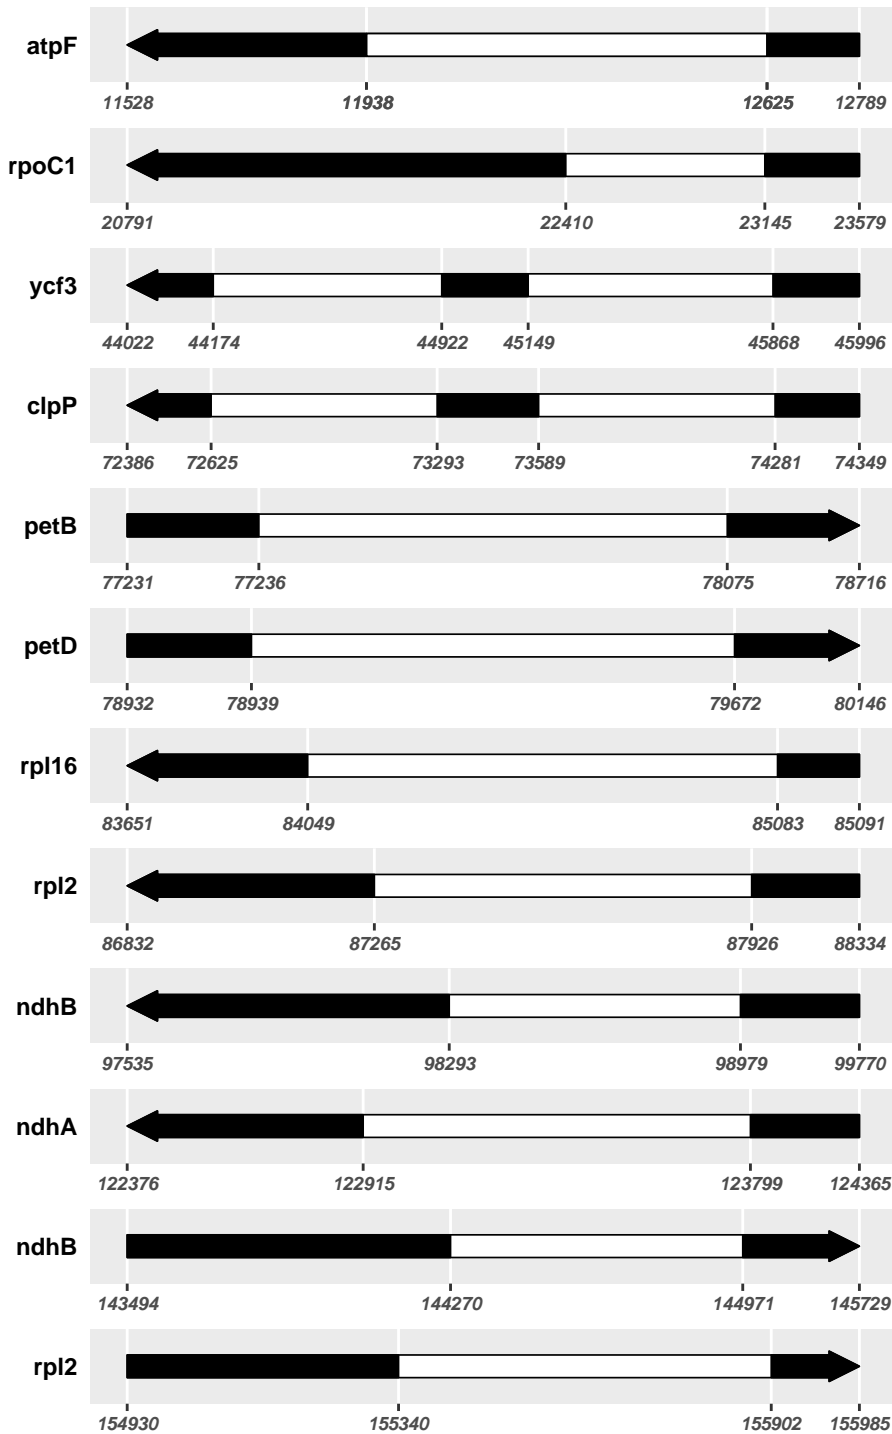 atpF
11528 11938 12625 12789
rpoC1
20791 22410 23145 23579
ycf3
44022 44174 44922 45149 45868 45996
clpP
72386 72625 73293 73589 74281 74349
petB
77231 77236 78075 78716
petD
78932 78939 79672 80146
rpl16
83651 84049 85083 85091
rpl2
86832 87265 87926 88334
ndhB
97535 98293 98979 99770
ndhA
122376 122915 123799 124365
ndhB
143494 144270 144971 145729
rpl2
154930 155340 155902 155985